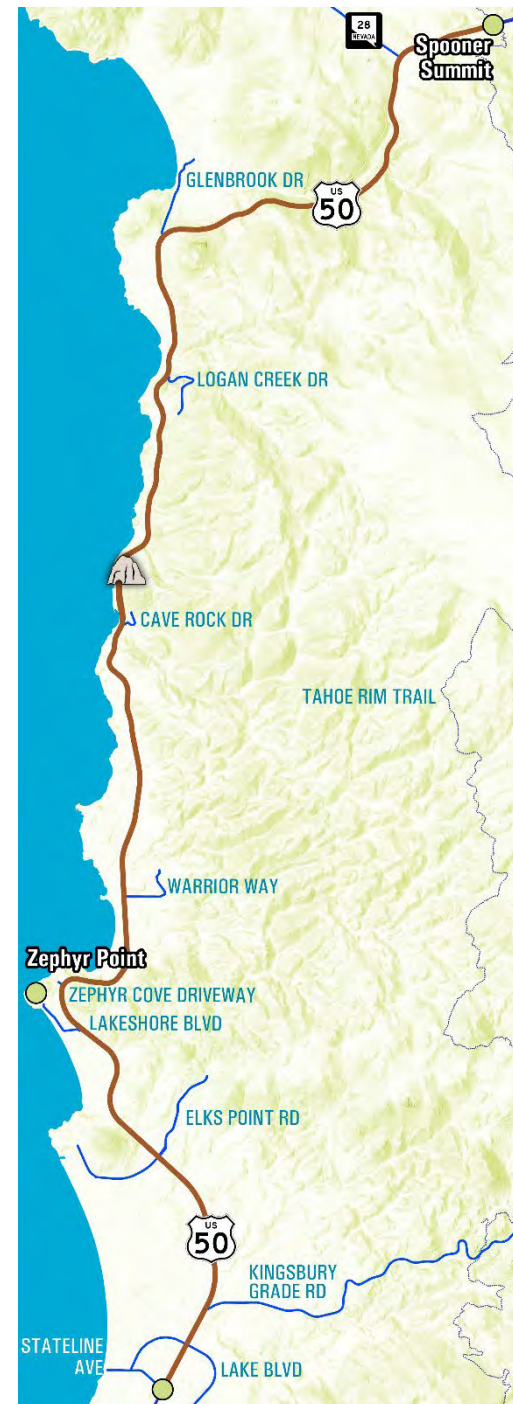 28
NEVADA
Spooner
Summit
GLENBROOK DR
US
50
LOGAN CREEK DR
CAVE ROCK DR
TAHOE RIM TRAIL
WARRIOR WAY
Zephyr Point
ZEPHYR COVE DRIVEWAY
LAKESHORE BLVD
ELKS POINT RD
US
50
KINGSBURY
GRADE RD
STATELINE
AVE
LAKE BLVD